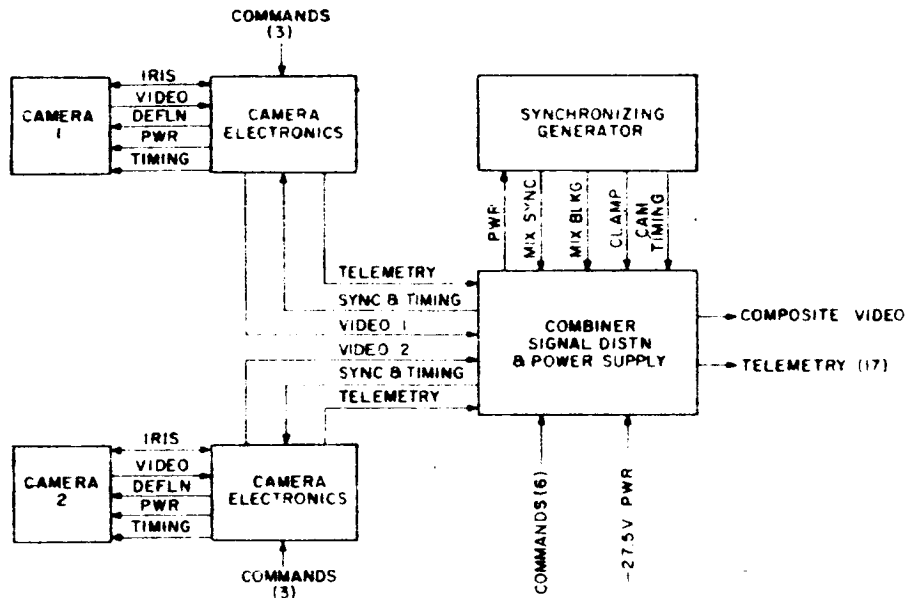 COMMANDS
(3)
IRIS
VIDEO
DEFLN
PWR
TIMING
CAMERA
1
CAMERA
ELECTRONICS
SYNCHRONIZING
GENERATOR
PWR
MIX SYNC
MIX BLKG
CLAMP
CAM
TIMING
TELEMETRY
SYNC & TIMING
VIDEO 1
VIDEO 2
SYNC & TIMING
TELEMETRY
COMBINER
SIGNAL DISTN
& POWER SUPPLY
COMPOSITE VIDEO
TELEMETRY (17)
IRIS
VIDEO
DEFLN
PWR
TIMING
CAMERA
2
CAMERA
ELECTRONICS
COMMANDS
(3)
COMMANDS(6)
-27.5V PWR